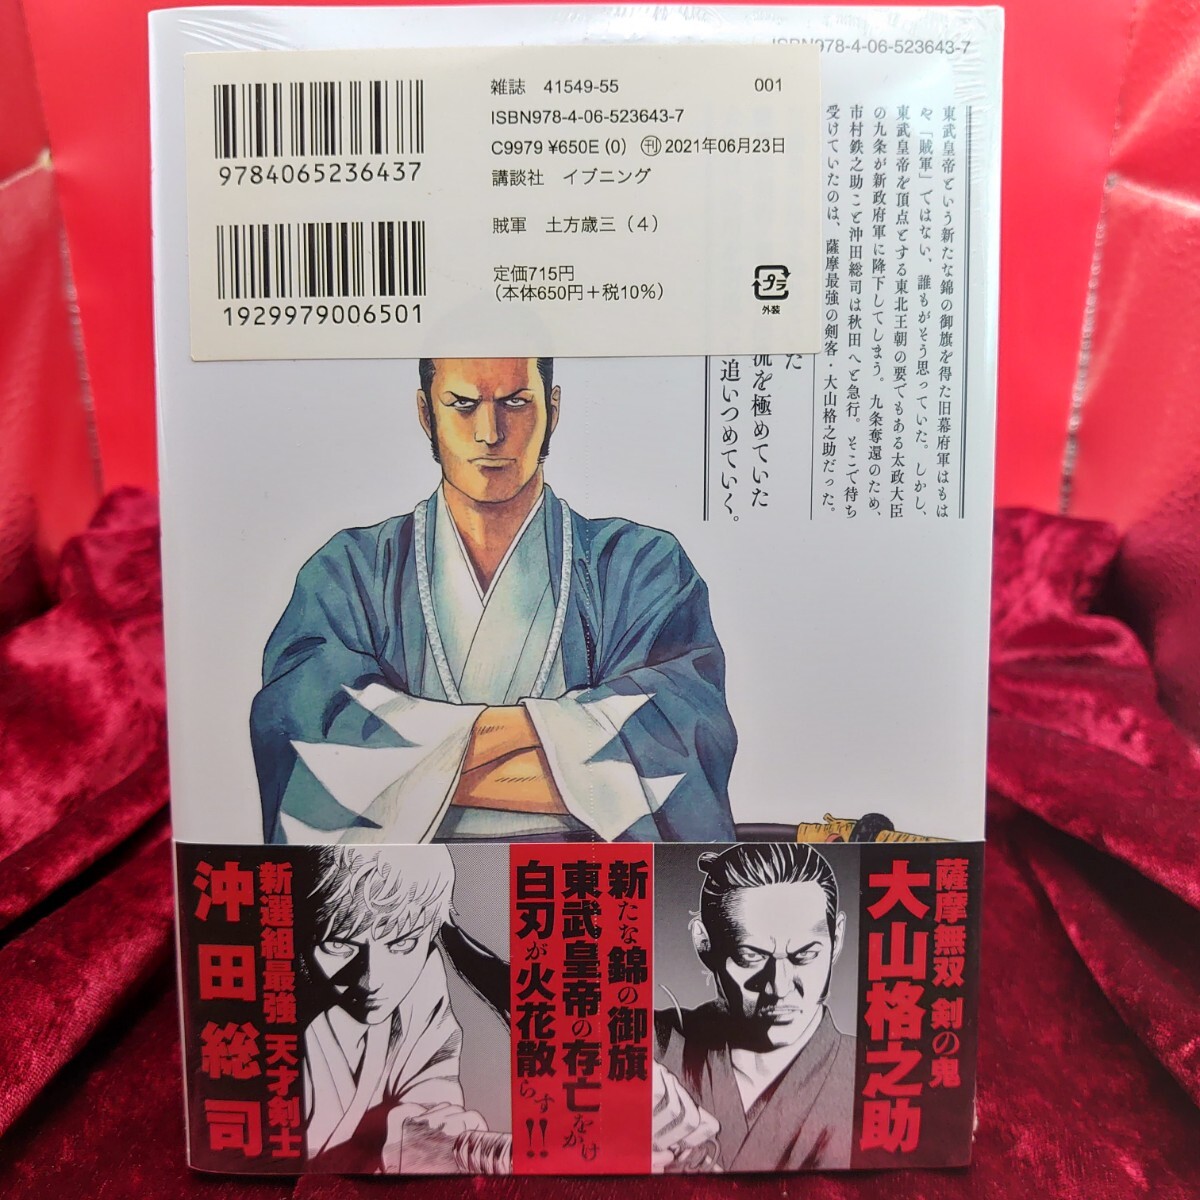 ISBN978-4-06-523643-7
雑誌 41549-55 001
ISBN978-4-06-523643-7
C9979 ¥650E (0) 刊 2021年06月23日
講談社 イブニング
賊軍 土方歳三（4）
定価715円
（本体650円＋税10%）
プラ
外装
9784065236437
1929979006501
東武皇帝という新たな錦の御旗を得た旧幕府軍はもは
や「賊軍」ではない、誰もがそう思っていた。しかし、
東武皇帝を頂点とする東北王朝の要でもある太政大臣
の九条が新政府軍に降下してしまう。九条奪還のため、
市村鉄之助こと沖田総司は秋田へと急行。そこで待ち
受けていたのは、薩摩最強の剣客・大山格之助だった。
た
流を極めていた
追いつめていく。
薩摩無双 剣の鬼
大山格之助
新たな錦の御旗
東武皇帝の存亡をかけ
白刃が火花散らす!!
新選組最強 天才剣士
沖田総司